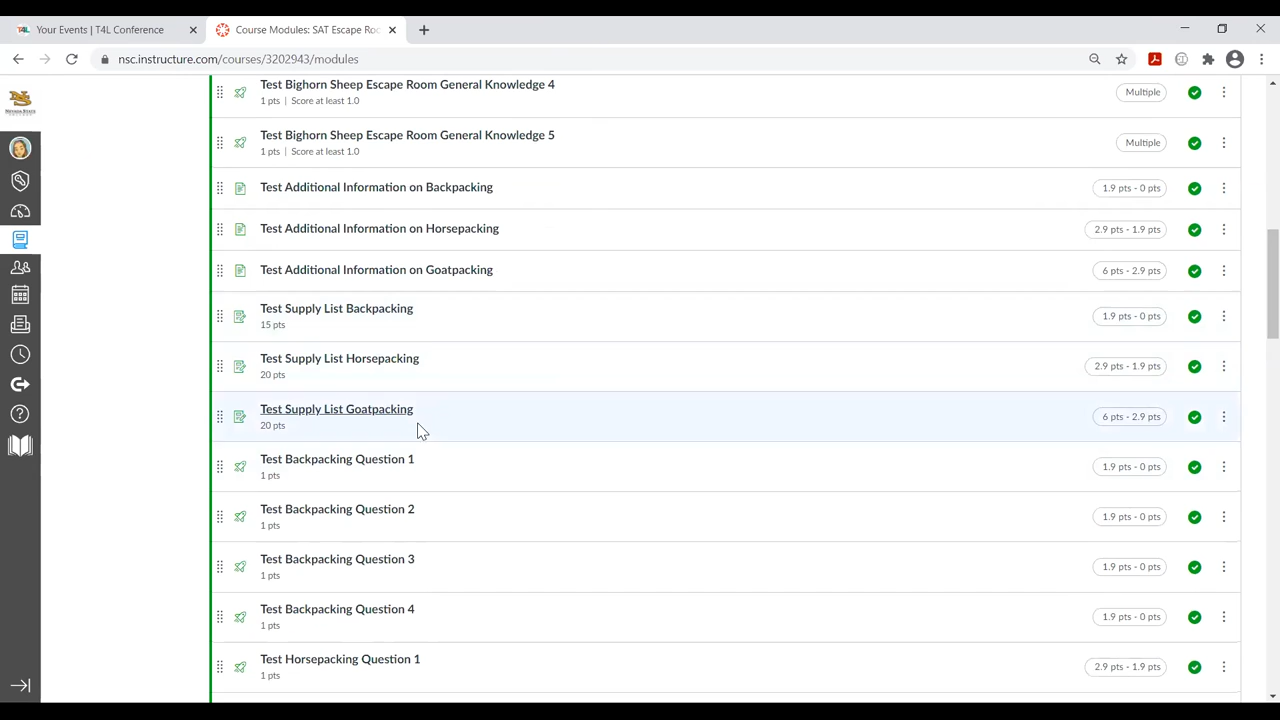 Your Events | T4L Conference
Course Modules: SAT Escape Roo
nsc.instructure.com/courses/3202943/modules
Test Bighorn Sheep Escape Room General Knowledge 4
1 pts | Score at least 1.0
Multiple
Test Bighorn Sheep Escape Room General Knowledge 5
1 pts | Score at least 1.0
Multiple
Test Additional Information on Backpacking
1.9 pts - 0 pts
Test Additional Information on Horsepacking
2.9 pts - 1.9 pts
Test Additional Information on Goatpacking
6 pts - 2.9 pts
Test Supply List Backpacking
15 pts
1.9 pts - 0 pts
Test Supply List Horsepacking
20 pts
2.9 pts - 1.9 pts
Test Supply List Goatpacking
20 pts
6 pts - 2.9 pts
Test Backpacking Question 1
1 pts
1.9 pts - 0 pts
Test Backpacking Question 2
1 pts
1.9 pts - 0 pts
Test Backpacking Question 3
1 pts
1.9 pts - 0 pts
Test Backpacking Question 4
1 pts
1.9 pts - 0 pts
Test Horsepacking Question 1
1 pts
2.9 pts - 1.9 pts